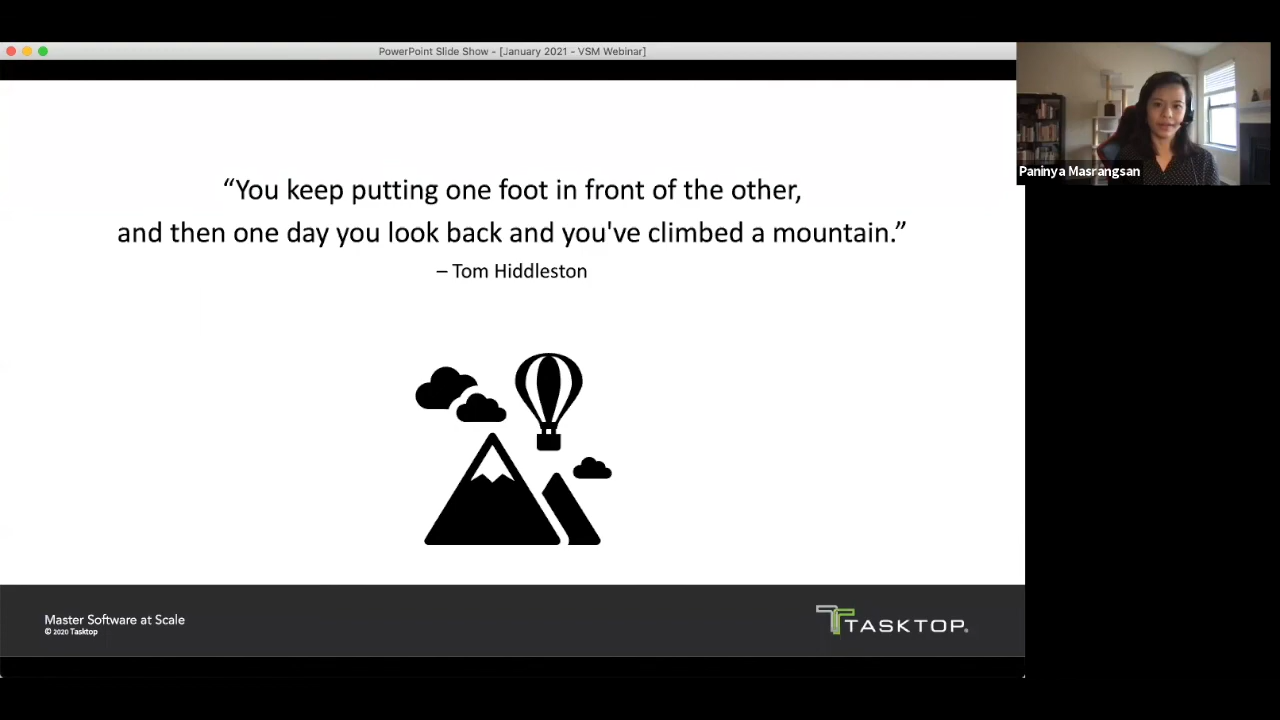 PowerPoint Slide Show - [January 2021 - VSM Webinar]
“You keep putting one foot in front of the other,
and then one day you look back and you've climbed a mountain.”
– Tom Hiddleston
Paninya Masrangsan
Master Software at Scale
© 2020 Tasktop
TASKTOP®